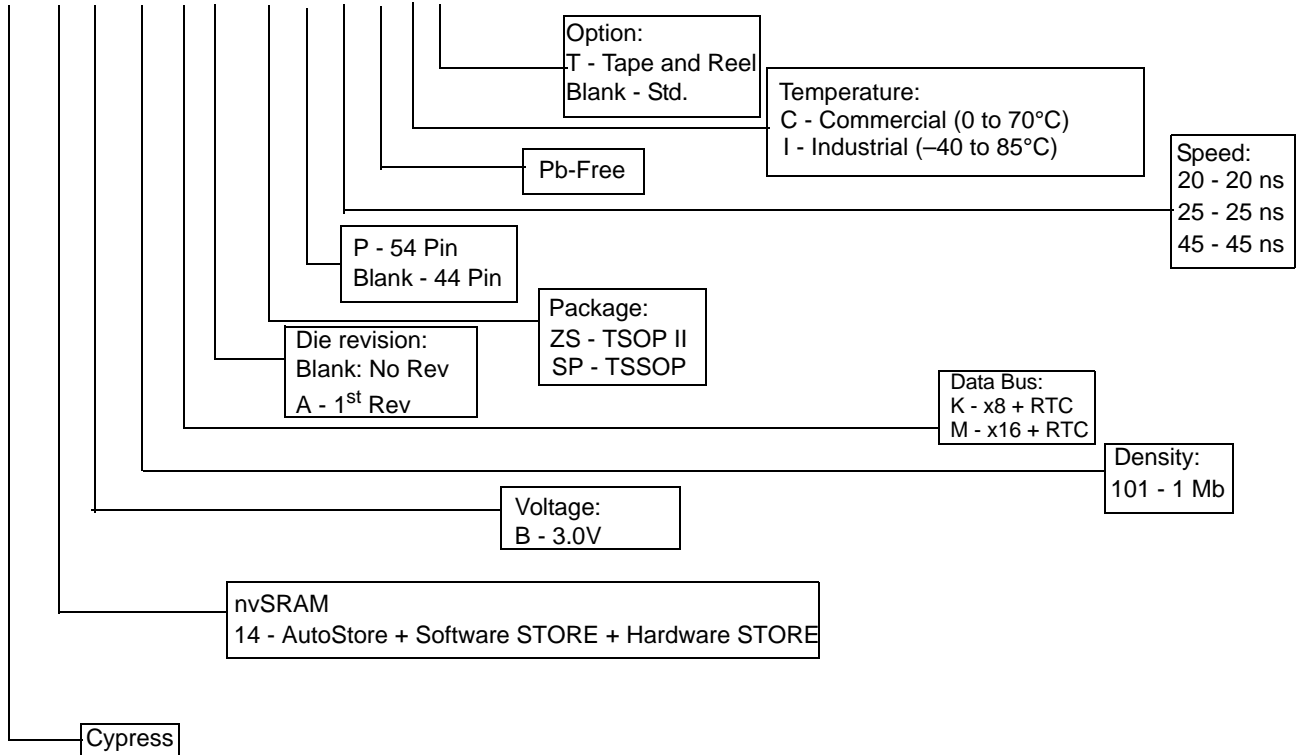 Option:
T - Tape and Reel
Blank - Std.
Temperature:
C - Commercial (0 to 70°C)
I - Industrial (–40 to 85°C)
Speed:
20 - 20 ns
25 - 25 ns
45 - 45 ns
Pb-Free
P - 54 Pin
Blank - 44 Pin
Package:
ZS - TSOP II
SP - TSSOP
Die revision:
Blank: No Rev
A - 1st Rev
Data Bus:
K - x8 + RTC
M - x16 + RTC
Density:
101 - 1 Mb
Voltage:
B - 3.0V
nvSRAM
14 - AutoStore + Software STORE + Hardware STORE
Cypress